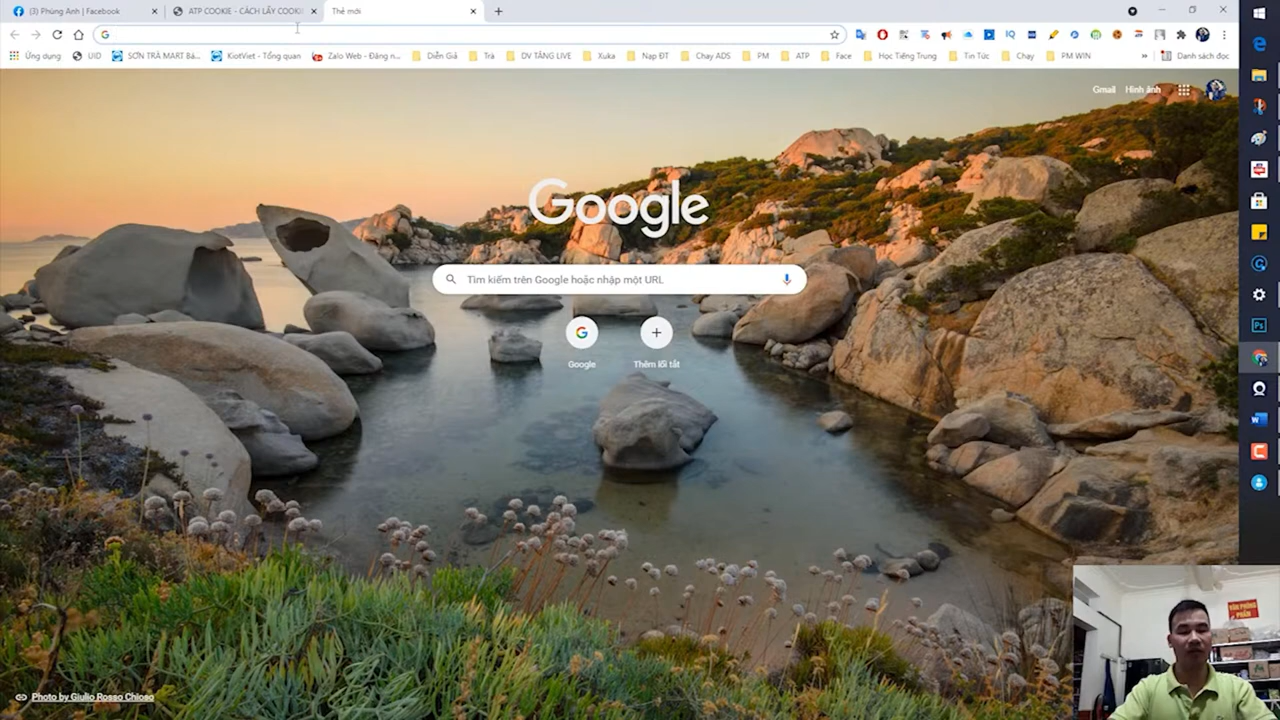 (3) Phùng Anh | Facebook
ATP COOKIE - CÁCH LẤY COOKI
Thẻ mới
Ứng dụng
UID
SƠN TRÀ MART Bá...
KiotViet - Tổng quan
Zalo Web - Đăng n...
Diễn Giả
Trà
DV TĂNG LIVE
Xuka
Nạp ĐT
Chạy ADS
PM
ATP
Face
Học Tiếng Trung
Tin Tức
Chạy
PM WIN
»
Danh sách đọc
Gmail
Hình ảnh
Google
Tìm kiếm trên Google hoặc nhập một URL
Google
Thêm lối tắt
Photo by Giulio Rosso Chioso
VĂN PHÒNG
PHẨM